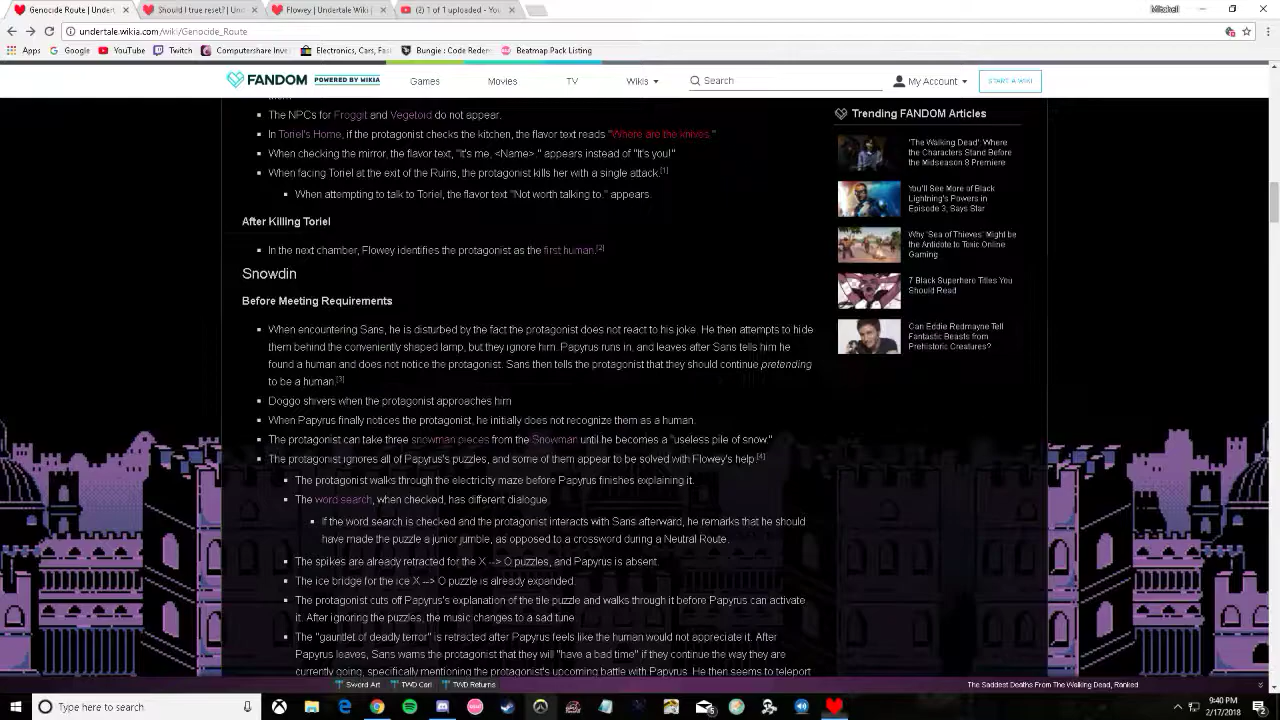 Genocide Route | Undert
Should I true reset? | Un
Flowey | Undertale Wiki |
(2) 1 of 1 uploaded - You
Mitchell
undertale.wikia.com/wiki/Genocide_Route
Apps
Google
YouTube
Twitch
Computershare Inve
Electronics, Cars, Fas
Bungie: Code Redem
Beatmap Pack Listing
FANDOM POWERED BY WIKIA
Games
Movies
TV
Wikis
Search
My Account
START A WIKI
The NPCs for Froggit and Vegetoid do not appear.
In Toriel's Home, if the protagonist checks the kitchen, the flavor text reads "Where are the knives."
When checking the mirror, the flavor text, "It's me, <Name>." appears instead of "It's you!"
When facing Toriel at the exit of the Ruins, the protagonist kills her with a single attack.[1]
When attempting to talk to Toriel, the flavor text "Not worth talking to." appears.
After Killing Toriel
In the next chamber, Flowey identifies the protagonist as the first human.[2]
Snowdin
Before Meeting Requirements
When encountering Sans, he is disturbed by the fact the protagonist does not react to his joke. He then attempts to hide
them behind the conveniently shaped lamp, but they ignore him. Papyrus runs in, and leaves after Sans tells him he
found a human and does not notice the protagonist. Sans then tells the protagonist that they should continue pretending
to be a human.[3]
Doggo shivers when the protagonist approaches him
When Papyrus finally notices the protagonist, he initially does not recognize them as a human.
The protagonist can take three snowman pieces from the Snowman until he becomes a "useless pile of snow."
The protagonist ignores all of Papyrus's puzzles, and some of them appear to be solved with Flowey's help.[4]
The protagonist walks through the electricity maze before Papyrus finishes explaining it.
The word search, when checked, has different dialogue.
If the word search is checked and the protagonist interacts with Sans afterward, he remarks that he should
have made the puzzle a junior jumble, as opposed to a crossword during a Neutral Route.
The spikes are already retracted for the X --> O puzzles, and Papyrus is absent.
The ice bridge for the ice X --> O puzzle is already expanded.
The protagonist cuts off Papyrus's explanation of the tile puzzle and walks through it before Papyrus can activate
it. After ignoring the puzzles, the music changes to a sad tune.
The "gauntlet of deadly terror" is retracted after Papyrus feels like the human would not appreciate it. After
Papyrus leaves, Sans warns the protagonist that they will "have a bad time" if they continue the way they are
currently going, specifically mentioning the protagonist's upcoming battle with Papyrus. He then seems to teleport
Trending FANDOM Articles
'The Walking Dead': Where
the Characters Stand Before
the Midseason 8 Premiere
You'll See More of Black
Lightning's Powers in
Episode 3, Says Star
Why 'Sea of Thieves' Might be
the Antidote to Toxic Online
Gaming
7 Black Superhero Titles You
Should Read
Can Eddie Redmayne Tell
Fantastic Beasts from
Prehistoric Creatures?
Sword Art
TWD Carl
TWD Returns
The Saddest Deaths From The Walking Dead, Ranked
Type here to search
9:40 PM
2/17/2018